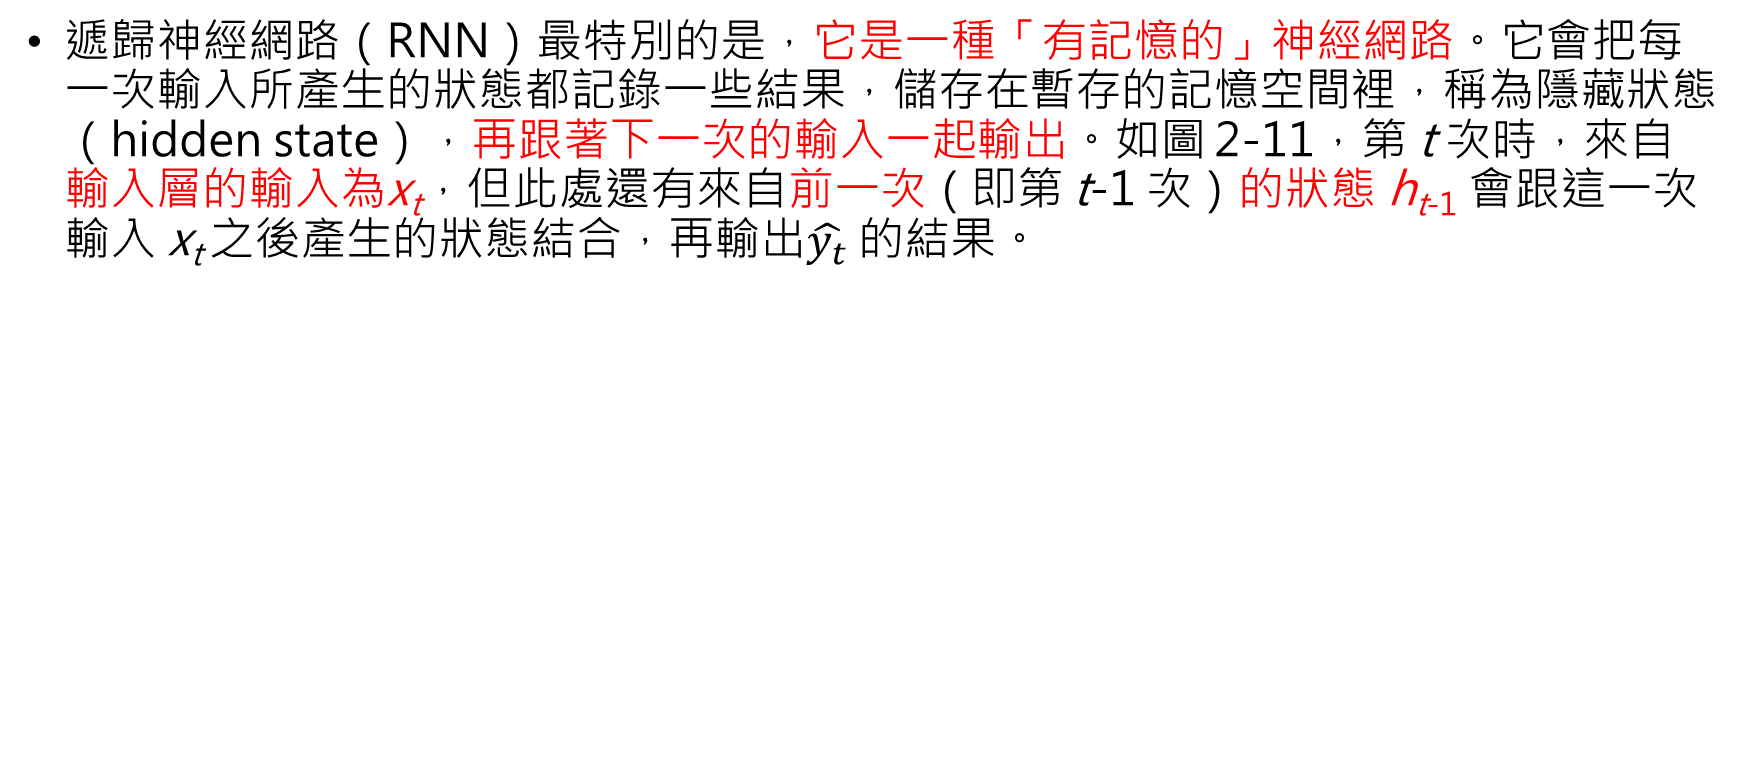 • 遞歸神經網路（RNN）最特別的是，它是一種「有記憶的」神經網路。它會把每
一次輸入所產生的狀態都記錄一些結果，儲存在暫存的記憶空間裡，稱為隱藏狀態
（hidden state），再跟著下一次的輸入一起輸出。如圖 2-11，第 t 次時，來自
輸入層的輸入為xₜ，但此處還有來自前一次（即第 t-1 次）的狀態 hₜ₋₁ 會跟這一次
輸入 xₜ之後產生的狀態結合，再輸出ŷₜ 的結果。